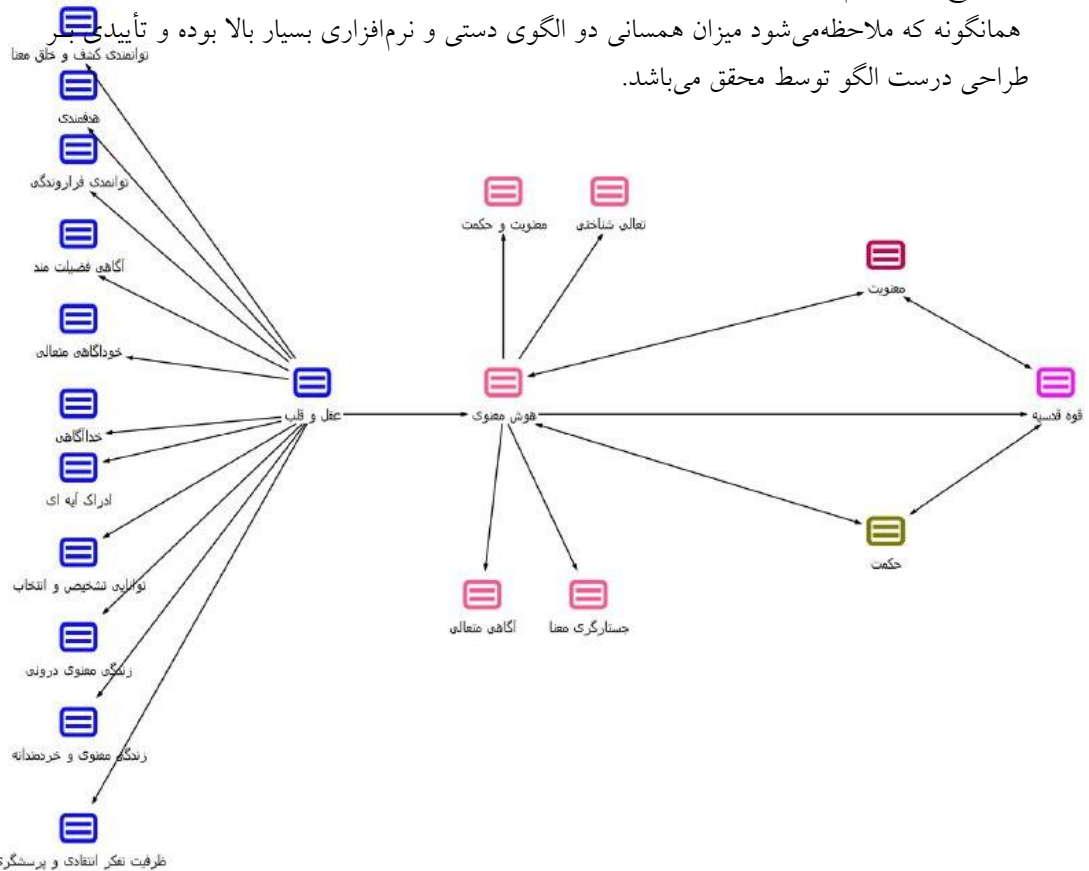 همانگونه که ملاحظه‌می‌شود میزان همسانی دو الگوی دستی و نرم‌افزاری بسیار بالا بوده و تأییدی بـر
طراحی درست الگو توسط محقق می‌باشد.
توانمندی کشف و خلق معنا
هدفمندی
توانمدی فراروندگی
آگاهی فضیلت مند
خوداگاهی متعالی
خداآگاهی
ادراک آیه ای
توانایی تشخیص و انتخاب
زندگی معنوی درونی
زندگی معنوی و خردمندانه
ظرفیت تفکر انتقادی و پرسشگری
عقل و قلب
معنویت و حکمت
تعالی شناختی
هوش معنوی
آگاهی متعالی
جستارگری معنا
معنویت
قوه قدسیه
حکمت